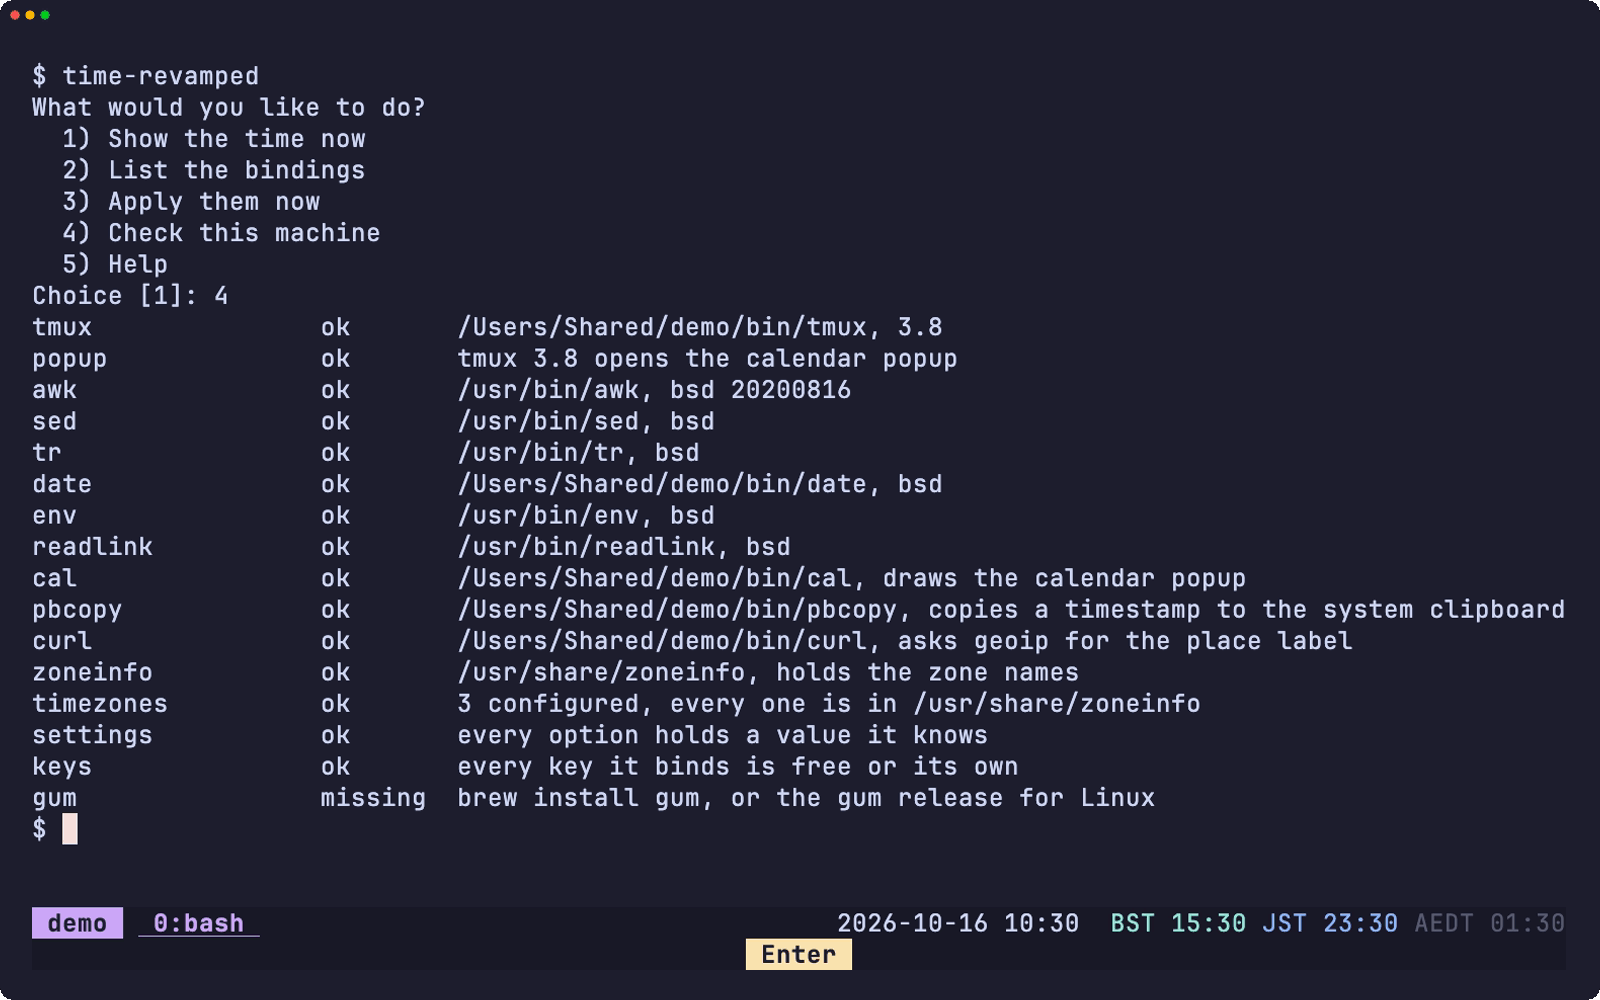 $ time-revamped
What would you like to do?
  1) Show the time now
  2) List the bindings
  3) Apply them now
  4) Check this machine
  5) Help
Choice [1]: 4
tmux               ok       /Users/Shared/demo/bin/tmux, 3.8
popup              ok       tmux 3.8 opens the calendar popup
awk                ok       /usr/bin/awk, bsd 20200816
sed                ok       /usr/bin/sed, bsd
tr                 ok       /usr/bin/tr, bsd
date               ok       /Users/Shared/demo/bin/date, bsd
env                ok       /usr/bin/env, bsd
readlink           ok       /usr/bin/readlink, bsd
cal                ok       /Users/Shared/demo/bin/cal, draws the calendar popup
pbcopy             ok       /Users/Shared/demo/bin/pbcopy, copies a timestamp to the system clipboard
curl               ok       /Users/Shared/demo/bin/curl, asks geoip for the place label
zoneinfo           ok       /usr/share/zoneinfo, holds the zone names
timezones          ok       3 configured, every one is in /usr/share/zoneinfo
settings           ok       every option holds a value it knows
keys               ok       every key it binds is free or its own
gum                missing  brew install gum, or the gum release for Linux
$
demo   0:bash   2026-10-16 10:30  BST 15:30 JST 23:30 AEDT 01:30
Enter